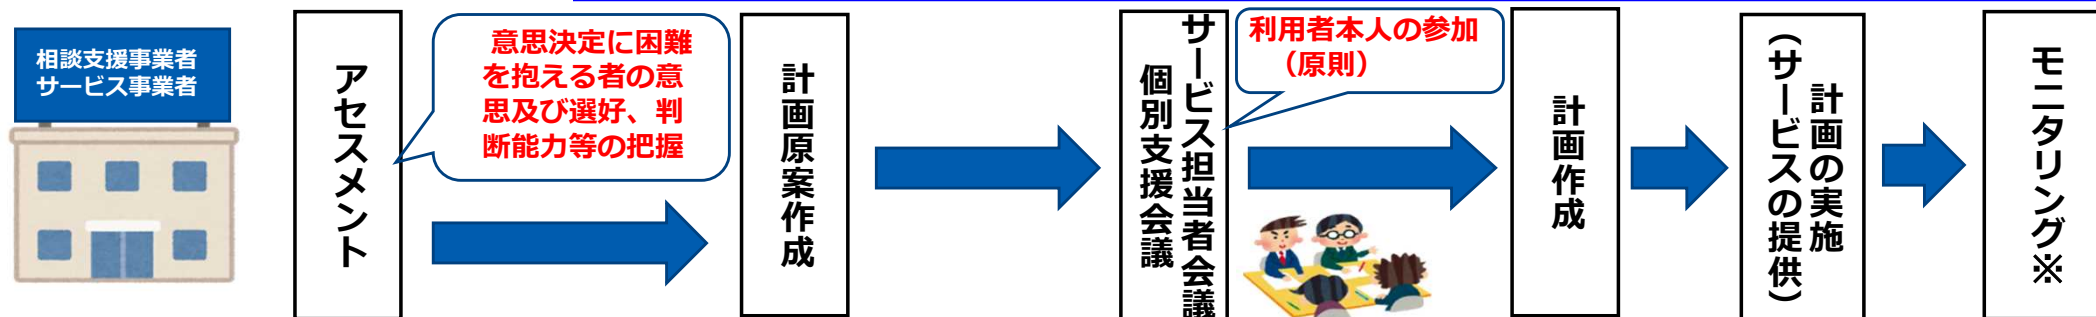 相談支援事業者
サービス事業者
アセスメント
意思決定に困難
を抱える者の意
思及び選好、判
断能力等の把握
計画原案作成
サービス担当者会議
個別支援会議
利用者本人の参加
（原則）
計画作成
計画の実施
（サービスの提供）
モニタリング※